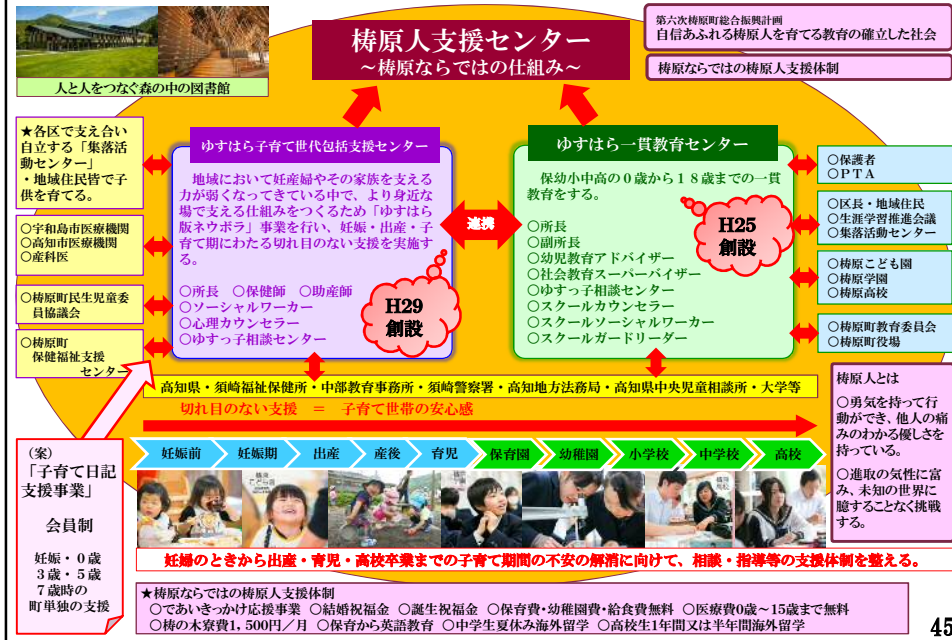 人と人をつなぐ森の中の図書館
梼原人支援センター
～梼原ならではの仕組み～
第六次梼原町総合振興計画
自信あふれる梼原人を育てる教育の確立した社会
梼原ならではの梼原人支援体制
★各区で支え合い
自立する「集落活
動センター」
・地域住民皆で子
供を育てる。
○宇和島市医療機関
○高知市医療機関
○産科医
○梼原町民生児童委
員協議会
○梼原町
保健福祉支援
センター
ゆすはら子育て世代包括支援センター
地域において妊産婦やその家族を支える
力が弱くなってきている中で、より身近な
場で支える仕組みをつくるため「ゆすはら
版ネウボラ」事業を行い、妊娠・出産・子
育て期にわたる切れ目のない支援を実施す
る。
○所長 ○保健師 ○助産師
○ソーシャルワーカー
○心理カウンセラー
○ゆすっ子相談センター
H29
創設
連携
ゆすはら一貫教育センター
保幼小中高の０歳から１８歳までの一貫
教育をする。
○所長
○副所長
○幼児教育アドバイザー
○社会教育スーパーバイザー
○ゆすっ子相談センター
○スクールカウンセラー
○スクールソーシャルワーカー
○スクールガードリーダー
H25
創設
○保護者
○ＰＴＡ
○区長・地域住民
○生涯学習推進会議
○集落活動センター
○梼原こども園
○梼原学園
○梼原高校
○梼原町教育委員会
○梼原町役場
高知県・須崎福祉保健所・中部教育事務所・須崎警察署・高知地方法務局・高知県中央児童相談所・大学等
切れ目のない支援 ＝ 子育て世帯の安心感
妊娠前 妊娠期 出産 産後 育児 保育園 幼稚園 小学校 中学校 高校
梼原人とは
○勇気を持って行
動ができ、他人の痛
みのわかる優しさを
持っている。
○進取の気性に富
み、未知の世界に
臆することなく挑戦
する。
（案）
「子育て日記
支援事業」
会員制
妊娠・０歳
３歳・５歳
７歳時の
町単独の支援
妊婦のときから出産・育児・高校卒業までの子育て期間の不安の解消に向けて、相談・指導等の支援体制を整える。
★梼原ならではの梼原人支援体制
○であいきっかけ応援事業 ○結婚祝福金 ○誕生祝福金 ○保育費・幼稚園費・給食費無料 ○医療費0歳～15歳まで無料
○梼の木寮費1,500円／月 ○保育から英語教育 ○中学生夏休み海外留学 ○高校生1年間又は半年間海外留学
45